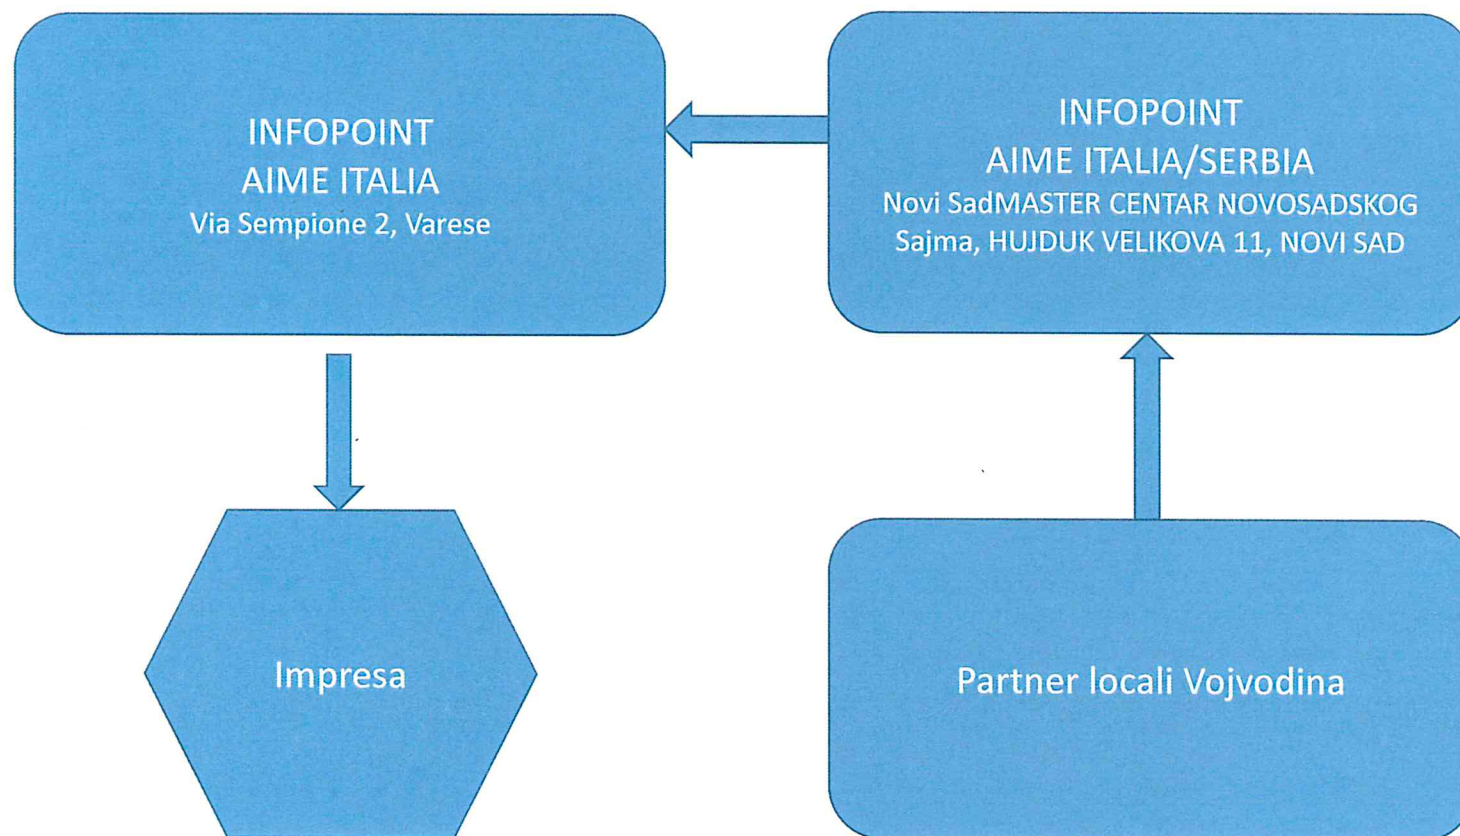 INFOPOINT
AIME ITALIA
Via Sempione 2, Varese
INFOPOINT
AIME ITALIA/SERBIA
Novi SadMASTER CENTAR NOVOSADSKOG
Sajma, HUJDUK VELIKOVA 11, NOVI SAD
Impresa
Partner locali Vojvodina